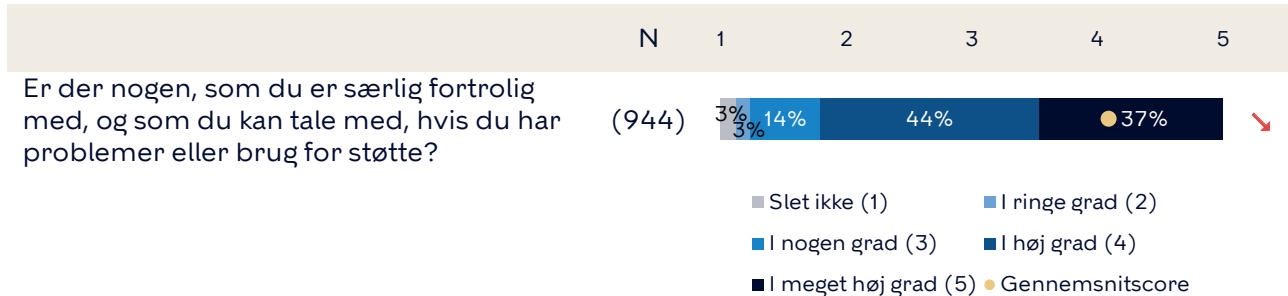 N 1 2 3 4 5
Er der nogen, som du er særlig fortrolig
med, og som du kan tale med, hvis du har
problemer eller brug for støtte?
(944) 3% 3% 14% 44% 37%
Slet ikke (1) I ringe grad (2)
I nogen grad (3) I høj grad (4)
I meget høj grad (5) Gennemsnitscore